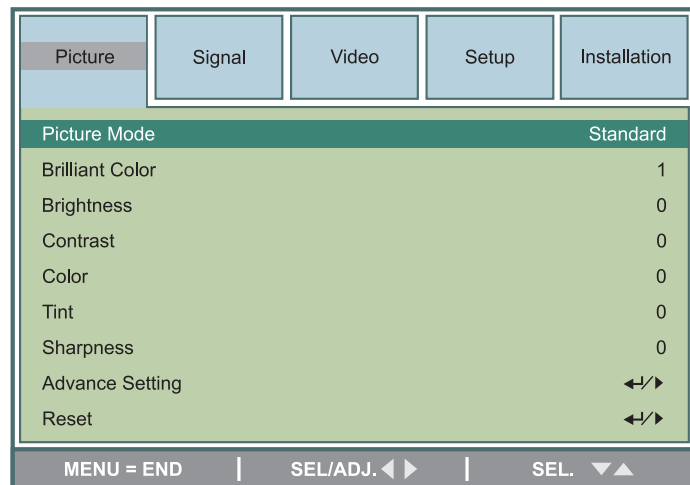 Picture Signal Video Setup Installation
Picture Mode Standard
Brilliant Color 1
Brightness 0
Contrast 0
Color 0
Tint 0
Sharpness 0
Advance Setting
Reset
MENU = END | SEL/ADJ. ◀ ▶ | SEL. ▼▲